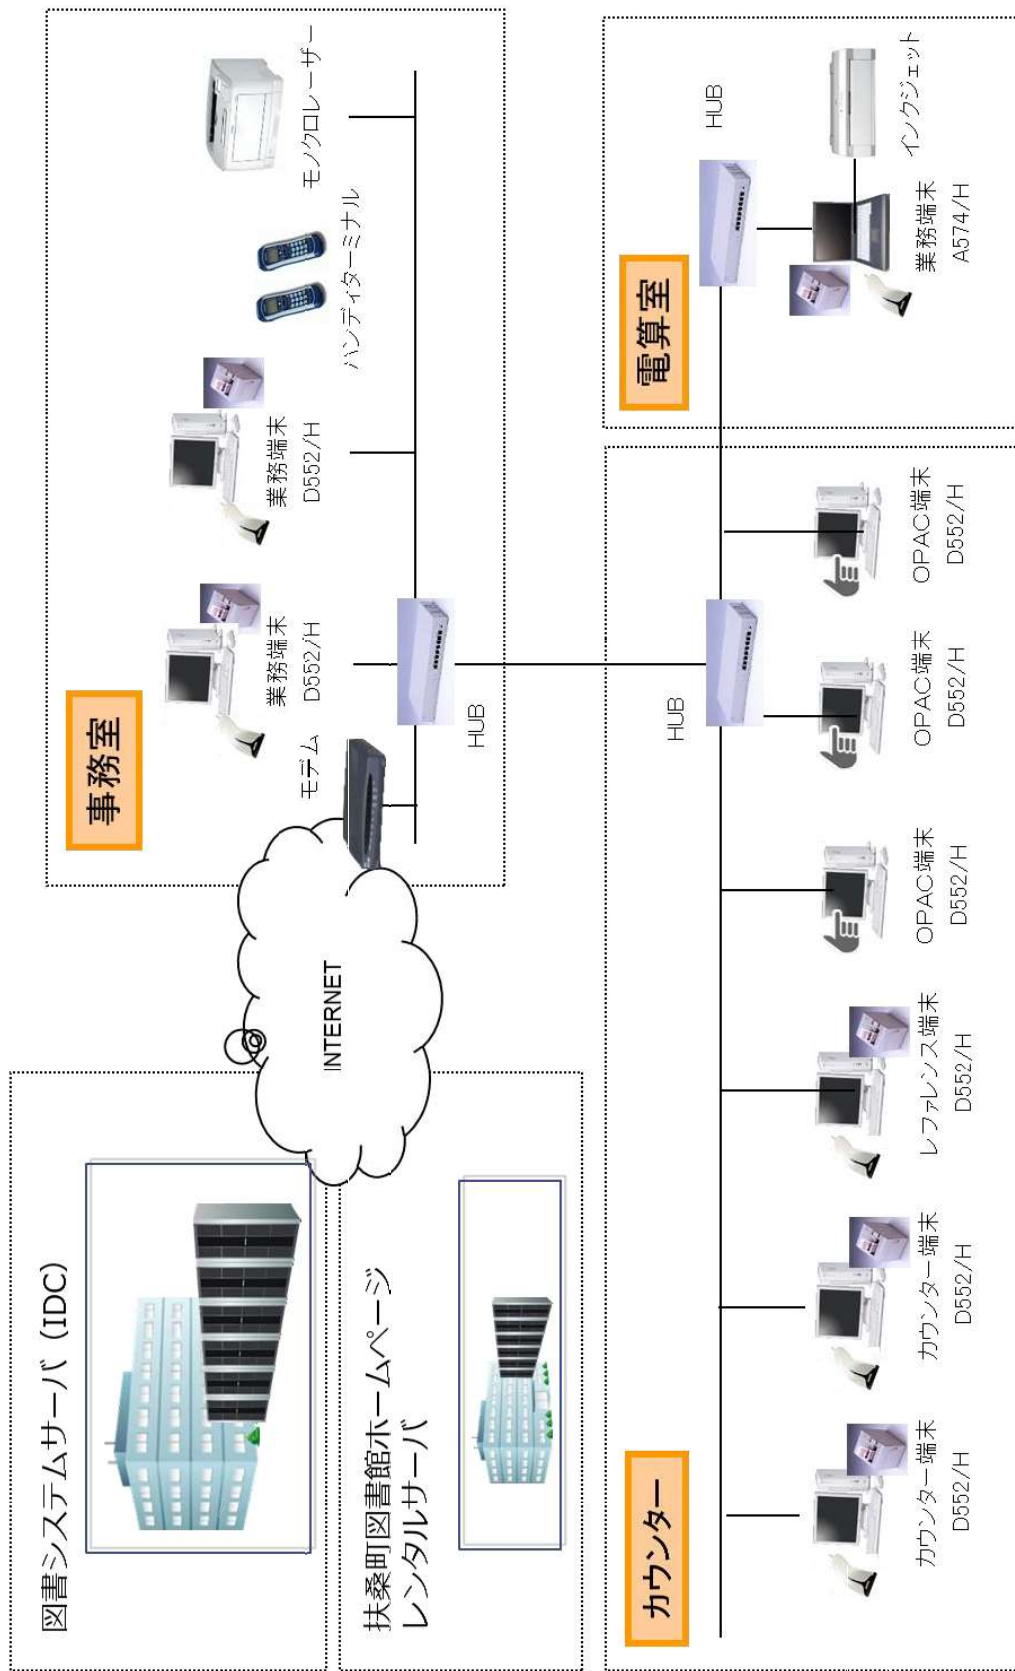 図書システムサーバ（IDC）
扶桑町図書館ホームページ
レンタルサーバ
INTERNET
事務室
モデム
HUB
業務端末
D552/H
業務端末
D552/H
ハンディターミナル
モノクロレーザー
カウンター
HUB
カウンター端末
D552/H
カウンター端末
D552/H
レファレンス端末
D552/H
OPAC端末
D552/H
OPAC端末
D552/H
OPAC端末
D552/H
電算室
HUB
業務端末
A574/H
インクジェット